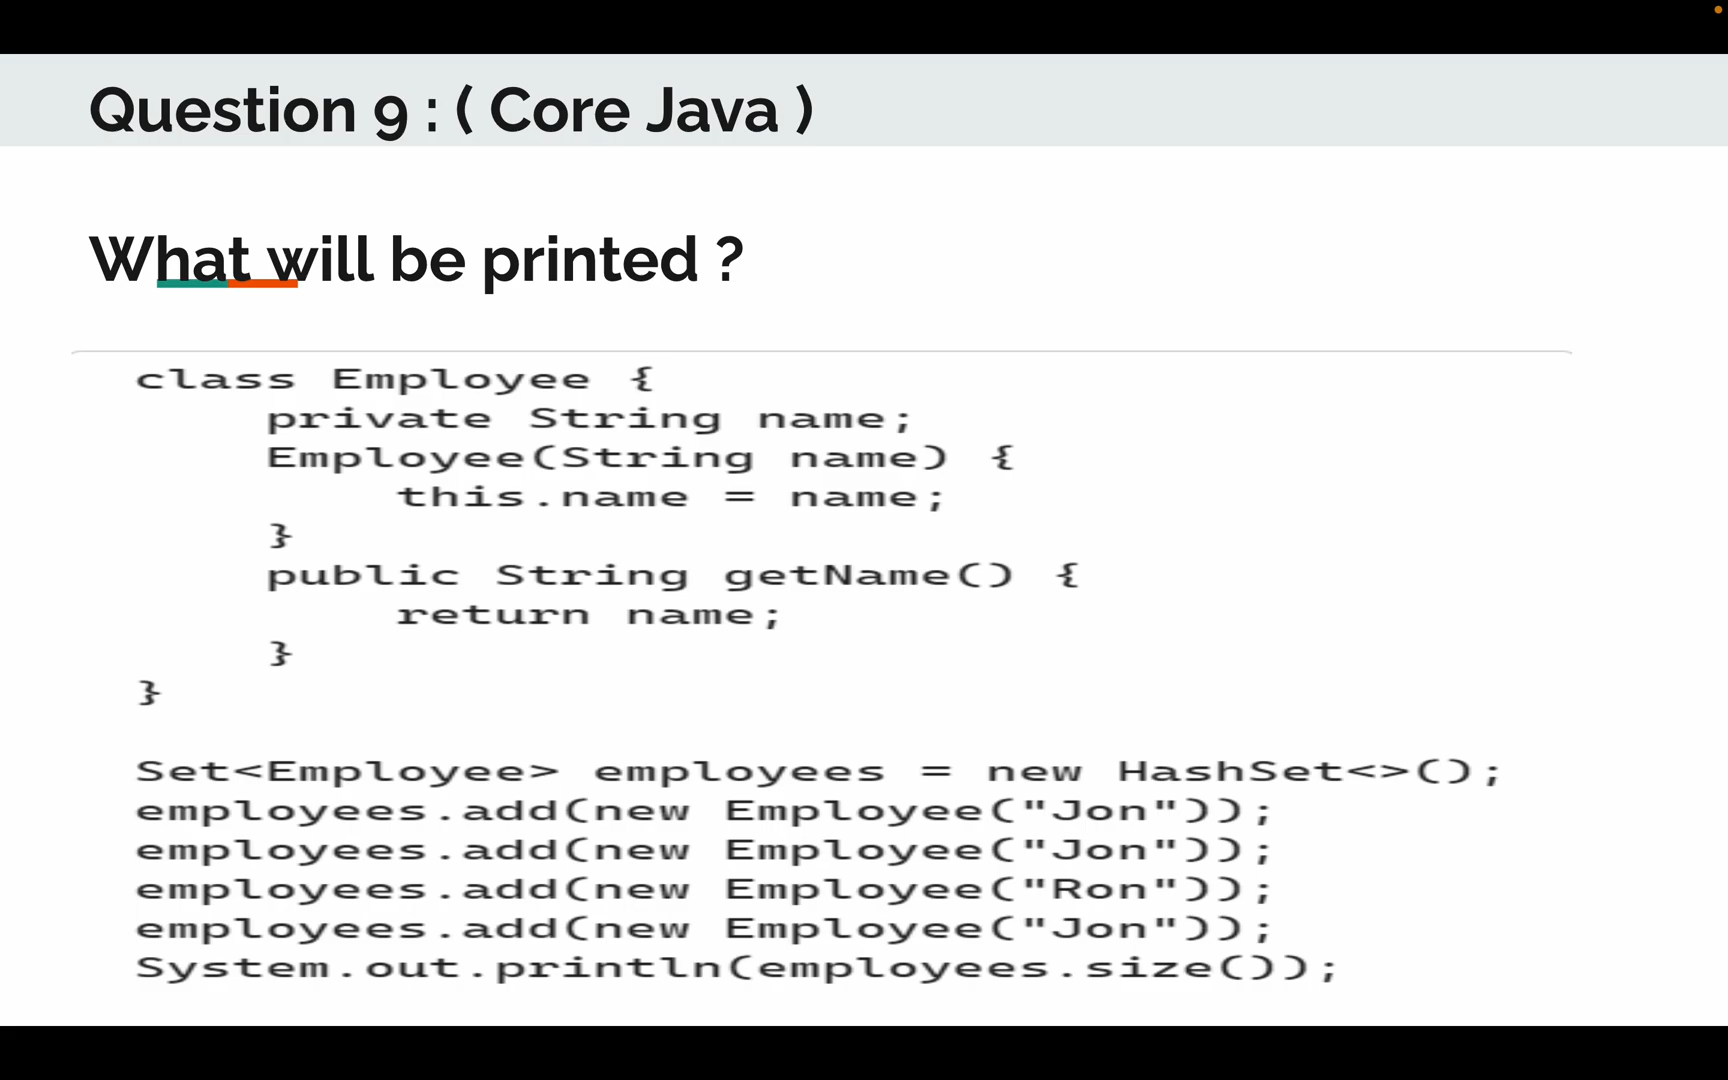 Question 9 : ( Core Java )
What will be printed ?
class Employee {
private String name;
Employee(String name) {
this.name = name;
}
public String getName() {
return name;
}
}
Set<Employee> employees = new HashSet<>();
employees.add(new Employee("Jon"));
employees.add(new Employee("Jon"));
employees.add(new Employee("Ron"));
employees.add(new Employee("Jon"));
System.out.println(employees.size());